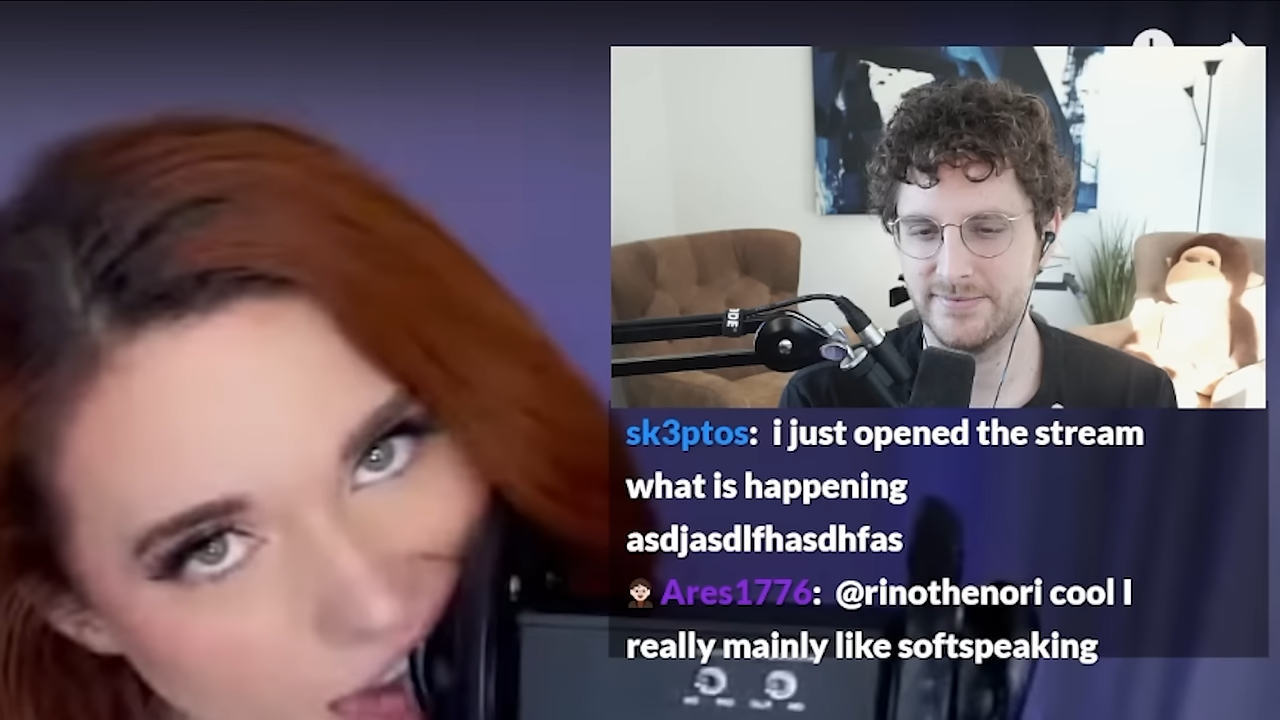 sk3ptos: i just opened the stream
what is happening
asdjasdlfhasdhfas
Ares1776: @rinothenori cool I
really mainly like softspeaking